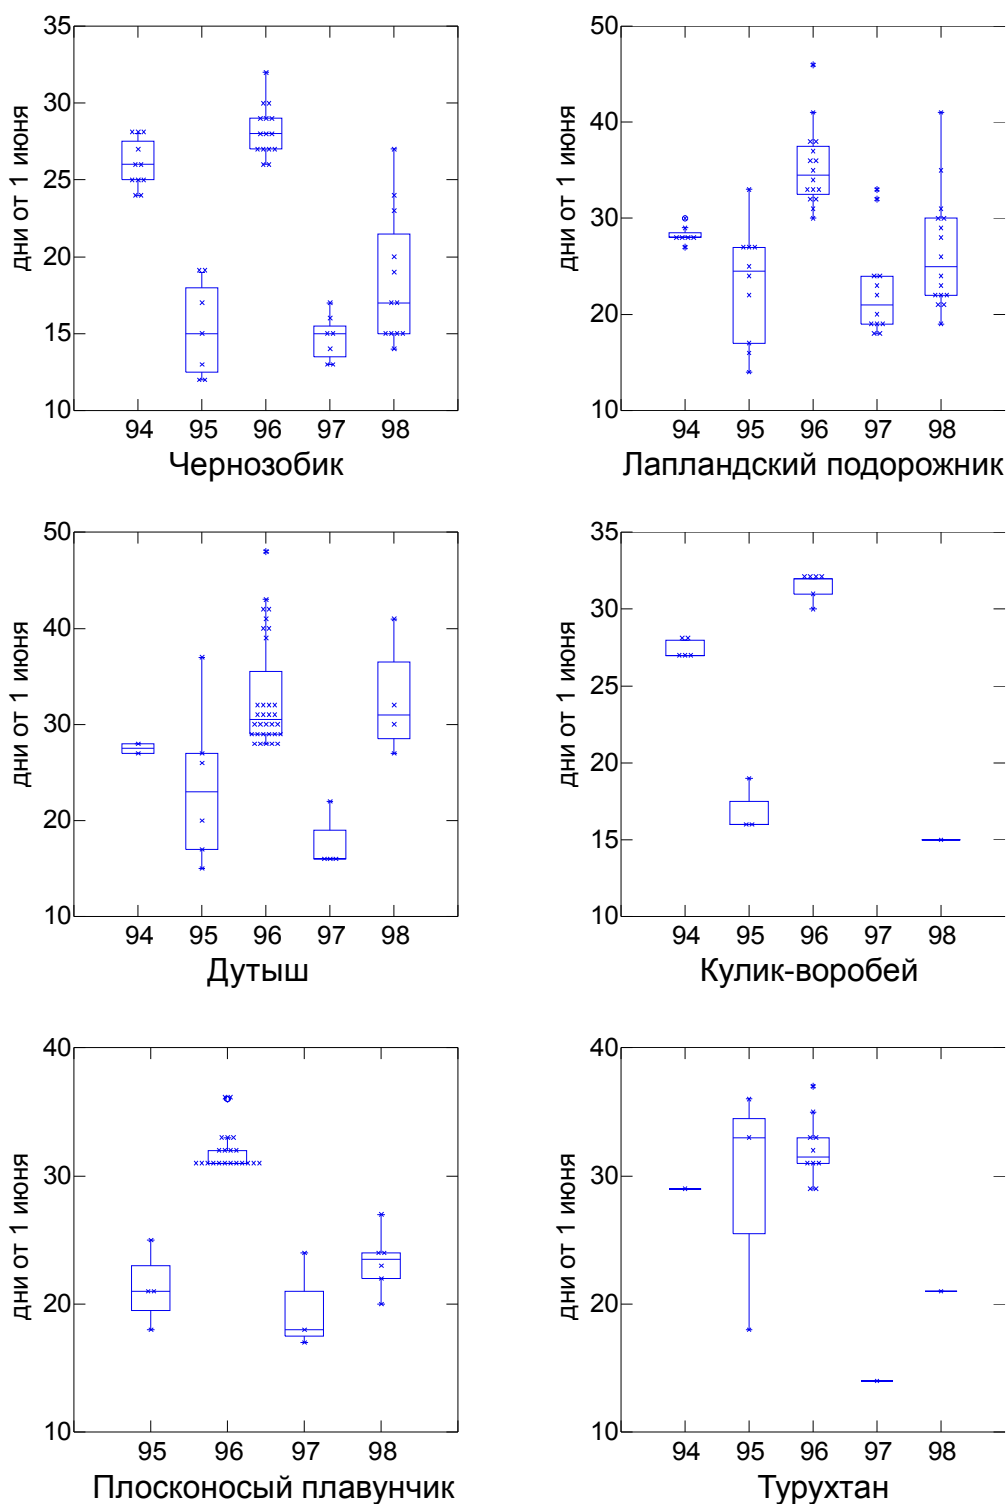 35
30
25
20
15
10
дни от 1 июня
94 95 96 97 98
Чернозобик
50
40
30
20
10
дни от 1 июня
94 95 96 97 98
Лапландский подорожник
50
40
30
20
10
дни от 1 июня
94 95 96 97 98
Дутыш
35
30
25
20
15
10
дни от 1 июня
94 95 96 97 98
Кулик-воробей
40
30
20
10
дни от 1 июня
95 96 97 98
Плосконосый плавунчик
40
30
20
10
дни от 1 июня
94 95 96 97 98
Турухтан